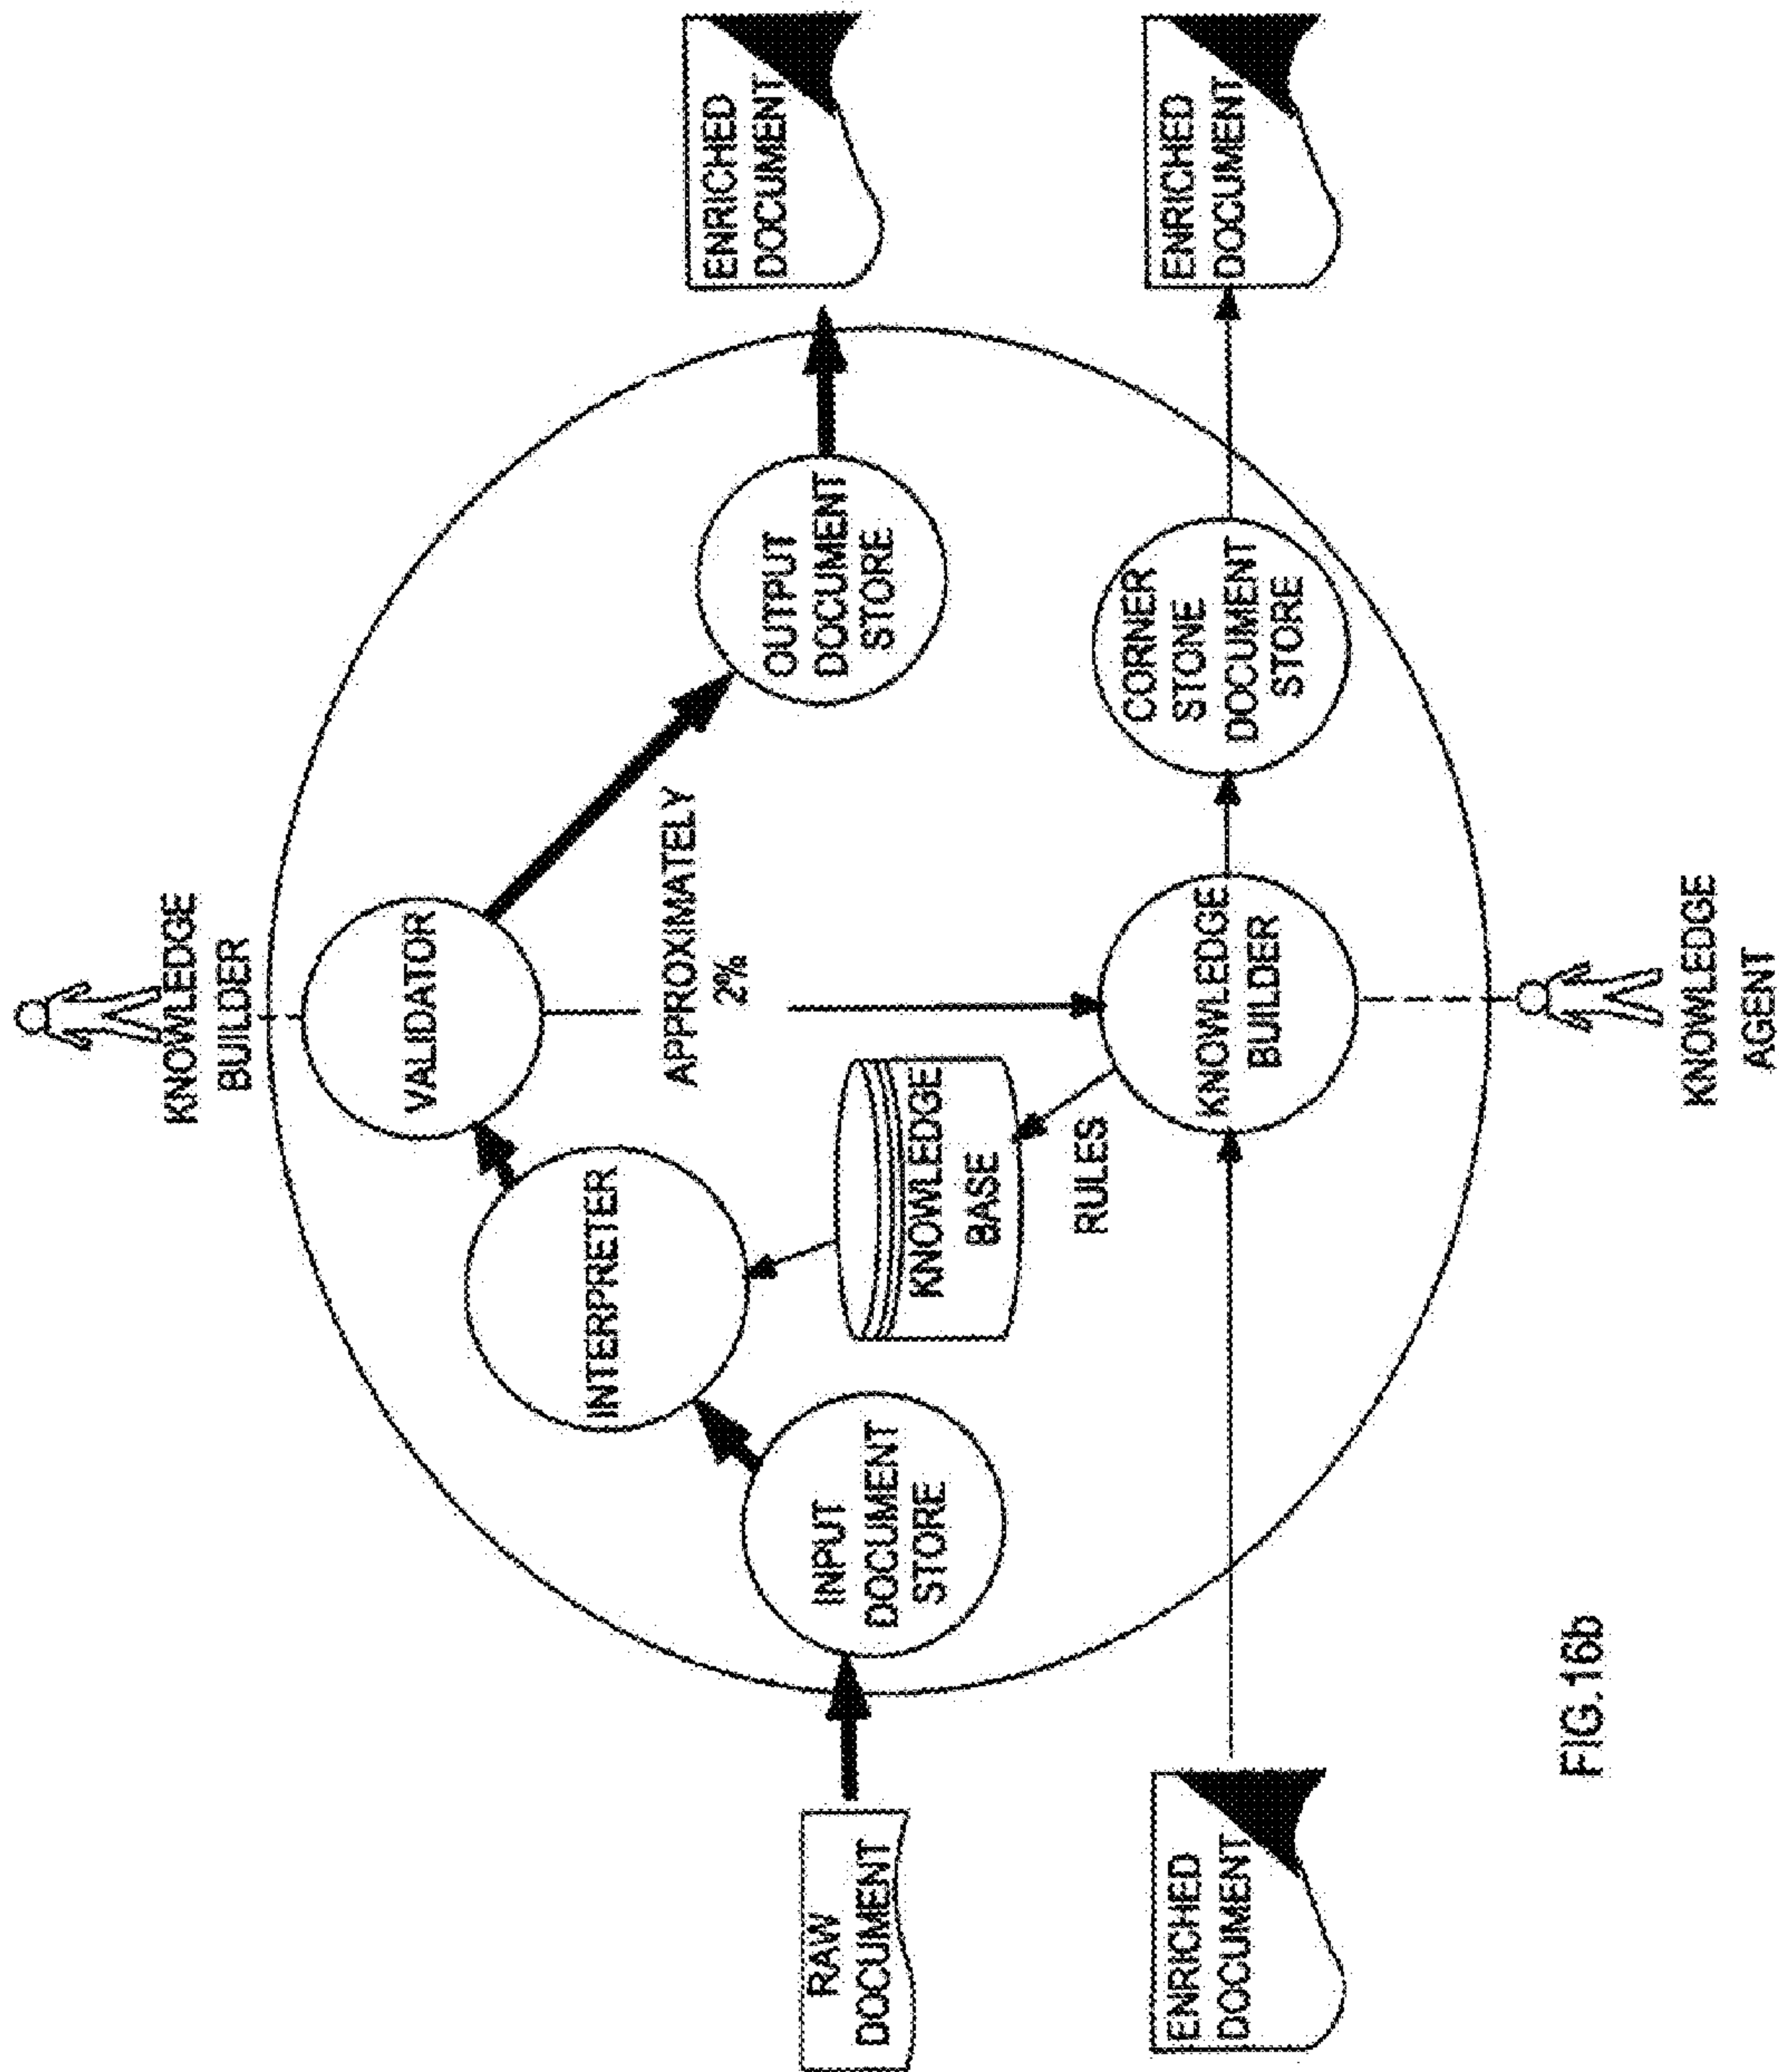 KNOWLEDGE
BUILDER
VALIDATOR
INTERPRETER
APPROXIMATELY
2%
RAW
DOCUMENT
INPUT
DOCUMENT
STORE
KNOWLEDGE
BASE
RULES
OUTPUT
DOCUMENT
STORE
ENRICHED
DOCUMENT
ENRICHED
DOCUMENT
KNOWLEDGE
BUILDER
CORNER
STONE
DOCUMENT
STORE
ENRICHED
DOCUMENT
KNOWLEDGE
AGENT
FIG.16b